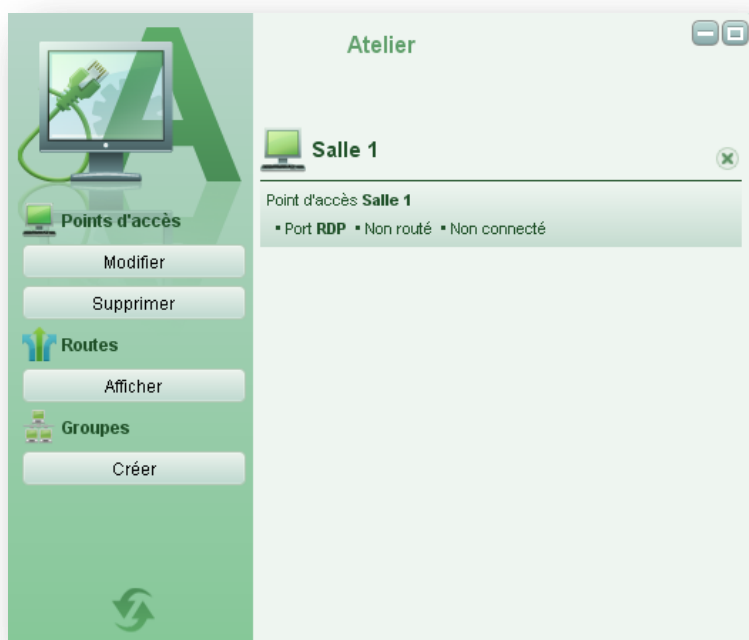 Atelier
Salle 1
Point d'accès Salle 1
▪ Port RDP ▪ Non routé ▪ Non connecté
A
Points d'accès
Modifier
Supprimer
Routes
Afficher
Groupes
Créer